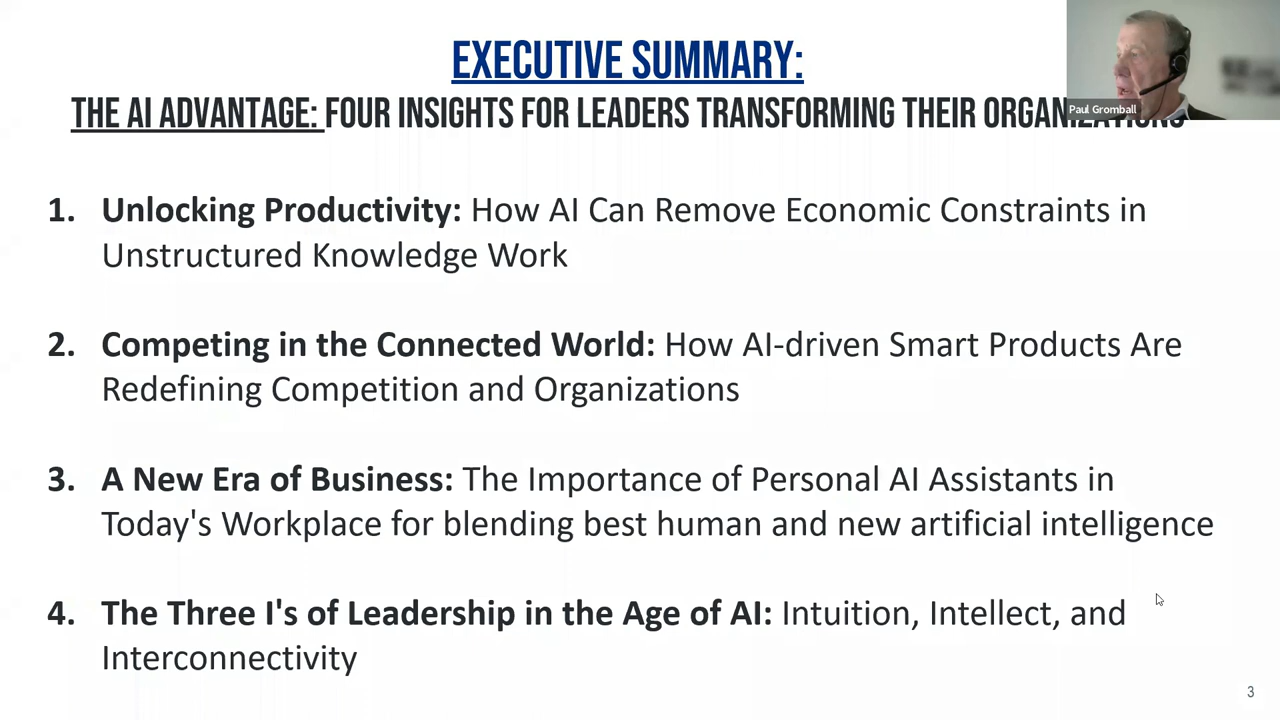 EXECUTIVE SUMMARY:
THE AI ADVANTAGE: FOUR INSIGHTS FOR LEADERS TRANSFORMING THEIR ORGANIZATIONS
Paul Gromball
1. Unlocking Productivity: How AI Can Remove Economic Constraints in
Unstructured Knowledge Work
2. Competing in the Connected World: How AI-driven Smart Products Are
Redefining Competition and Organizations
3. A New Era of Business: The Importance of Personal AI Assistants in
Today's Workplace for blending best human and new artificial intelligence
4. The Three I's of Leadership in the Age of AI: Intuition, Intellect, and
Interconnectivity
3